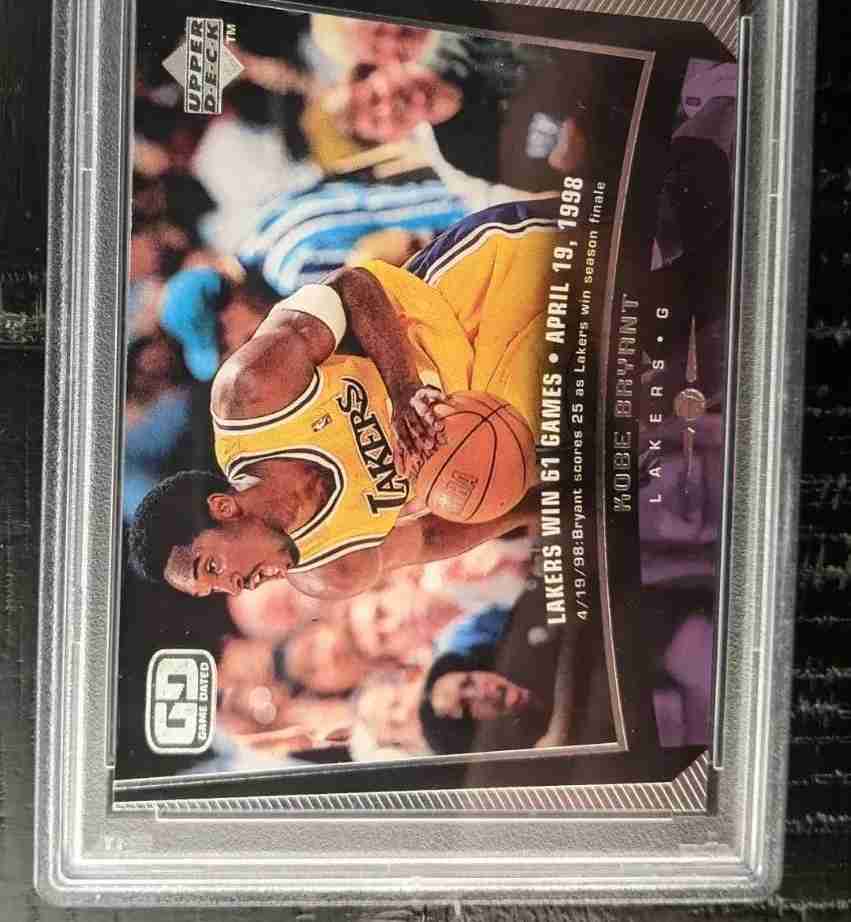 UPPER
DECK
TM
GD
GAME DATED
LAKERS
LAKERS WIN 61 GAMES • APRIL 19, 1998
4/19/98:Bryant scores 25 as Lakers win season finale
KOBE BRYANT
LAKERS • G